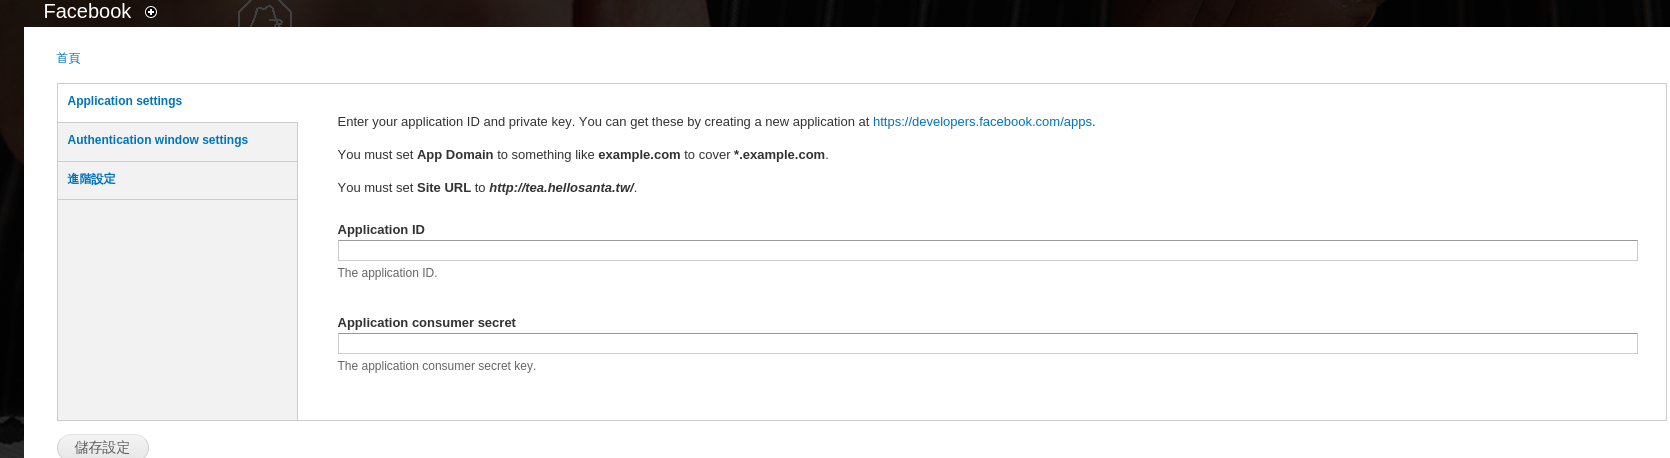 Facebook
首頁
Application settings
Authentication window settings
進階設定
Enter your application ID and private key. You can get these by creating a new application at https://developers.facebook.com/apps.
You must set App Domain to something like example.com to cover *.example.com.
You must set Site URL to http://tea.hellosanta.tw/.
Application ID
The application ID.
Application consumer secret
The application consumer secret key.
儲存設定